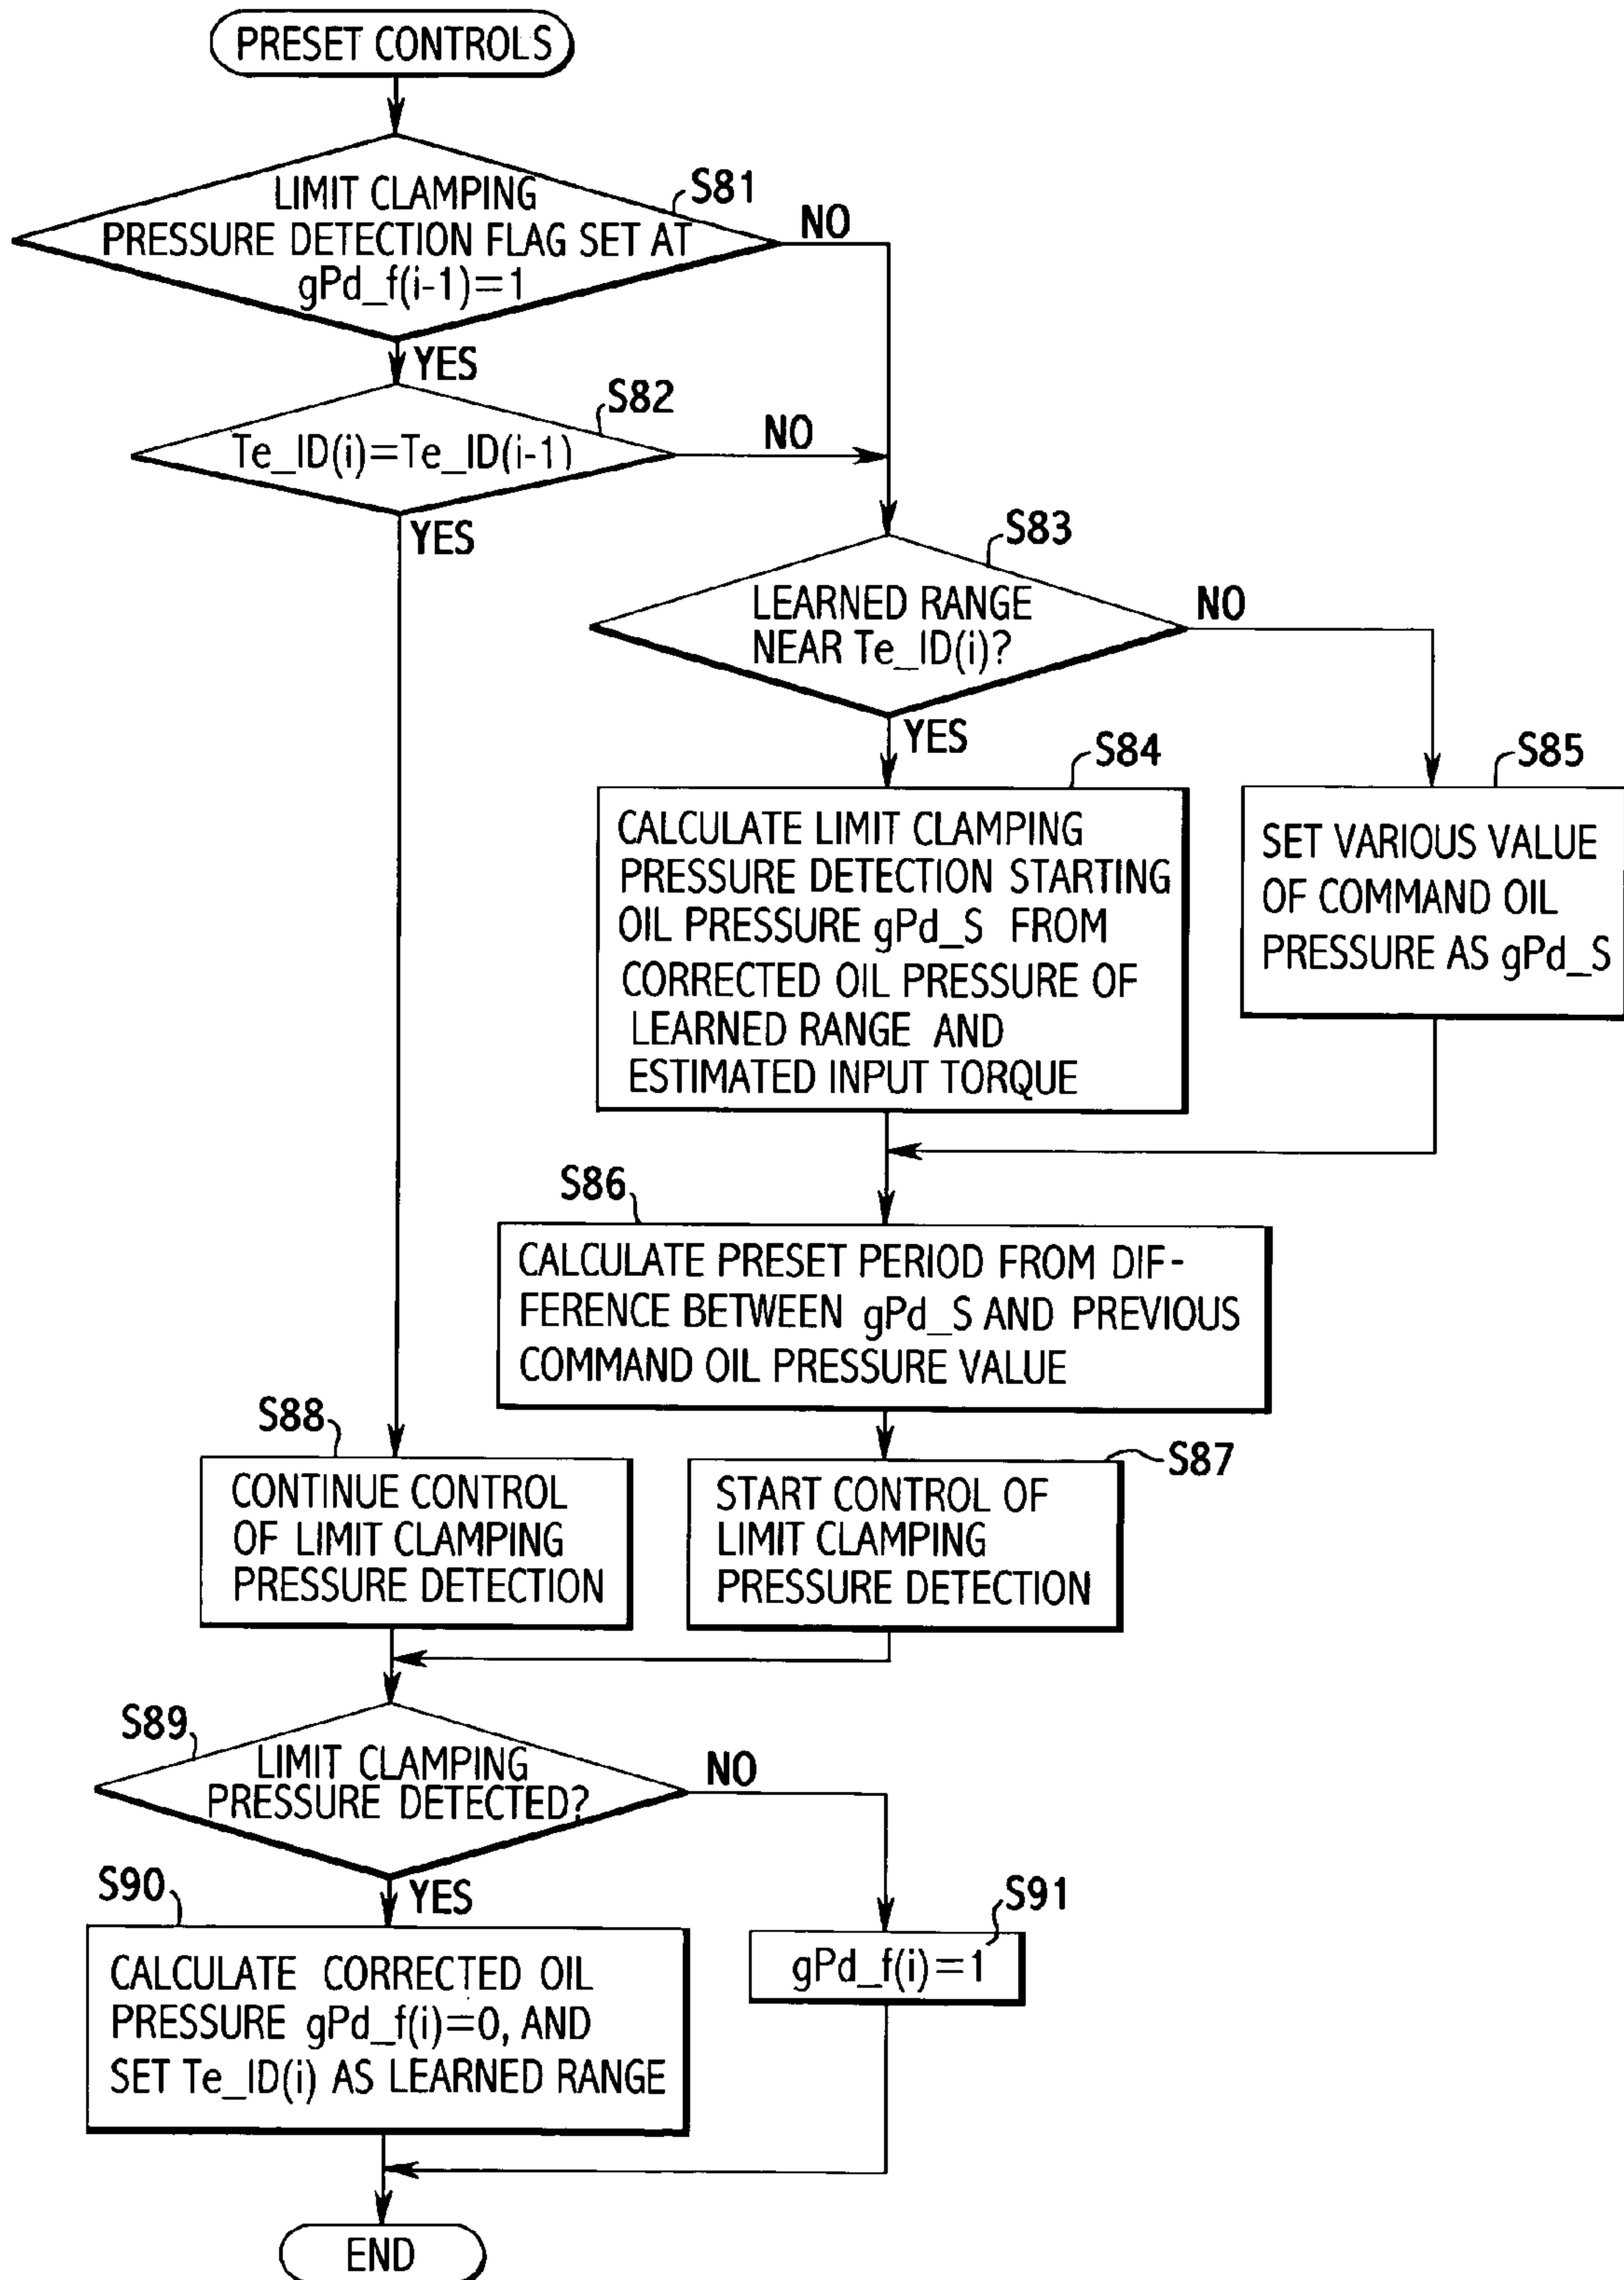 PRESET CONTROLS
S81
LIMIT CLAMPING
PRESSURE DETECTION FLAG SET AT
gPd_f(i-1)=1
NO
YES
S82
Te_ID(i)=Te_ID(i-1)
NO
YES
S83
LEARNED RANGE
NEAR Te_ID(i)?
NO
YES
S84
CALCULATE LIMIT CLAMPING
PRESSURE DETECTION STARTING
OIL PRESSURE gPd_S FROM
CORRECTED OIL PRESSURE OF
LEARNED RANGE AND
ESTIMATED INPUT TORQUE
S85
SET VARIOUS VALUE
OF COMMAND OIL
PRESSURE AS gPd_S
S86
CALCULATE PRESET PERIOD FROM DIF-
FERENCE BETWEEN gPd_S AND PREVIOUS
COMMAND OIL PRESSURE VALUE
S88
CONTINUE CONTROL
OF LIMIT CLAMPING
PRESSURE DETECTION
S87
START CONTROL OF
LIMIT CLAMPING
PRESSURE DETECTION
S89
LIMIT CLAMPING
PRESSURE DETECTED?
NO
YES
S90
CALCULATE CORRECTED OIL
PRESSURE gPd_f(i)=0, AND
SET Te_ID(i) AS LEARNED RANGE
S91
gPd_f(i)=1
END